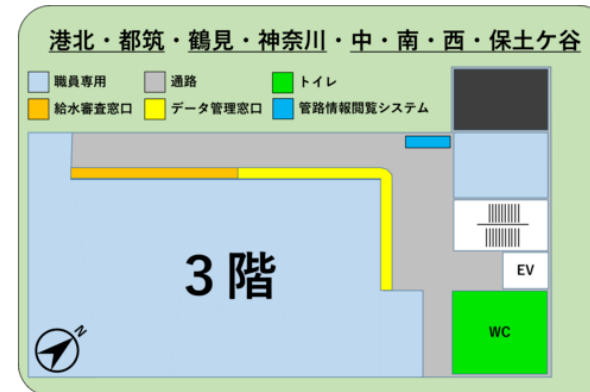 港北・都筑・鶴見・神奈川・中・南・西・保土ケ谷
職員専用 通路 トイレ
給水審査窓口 データ管理窓口 管路情報閲覧システム
EV
3階
WC
N